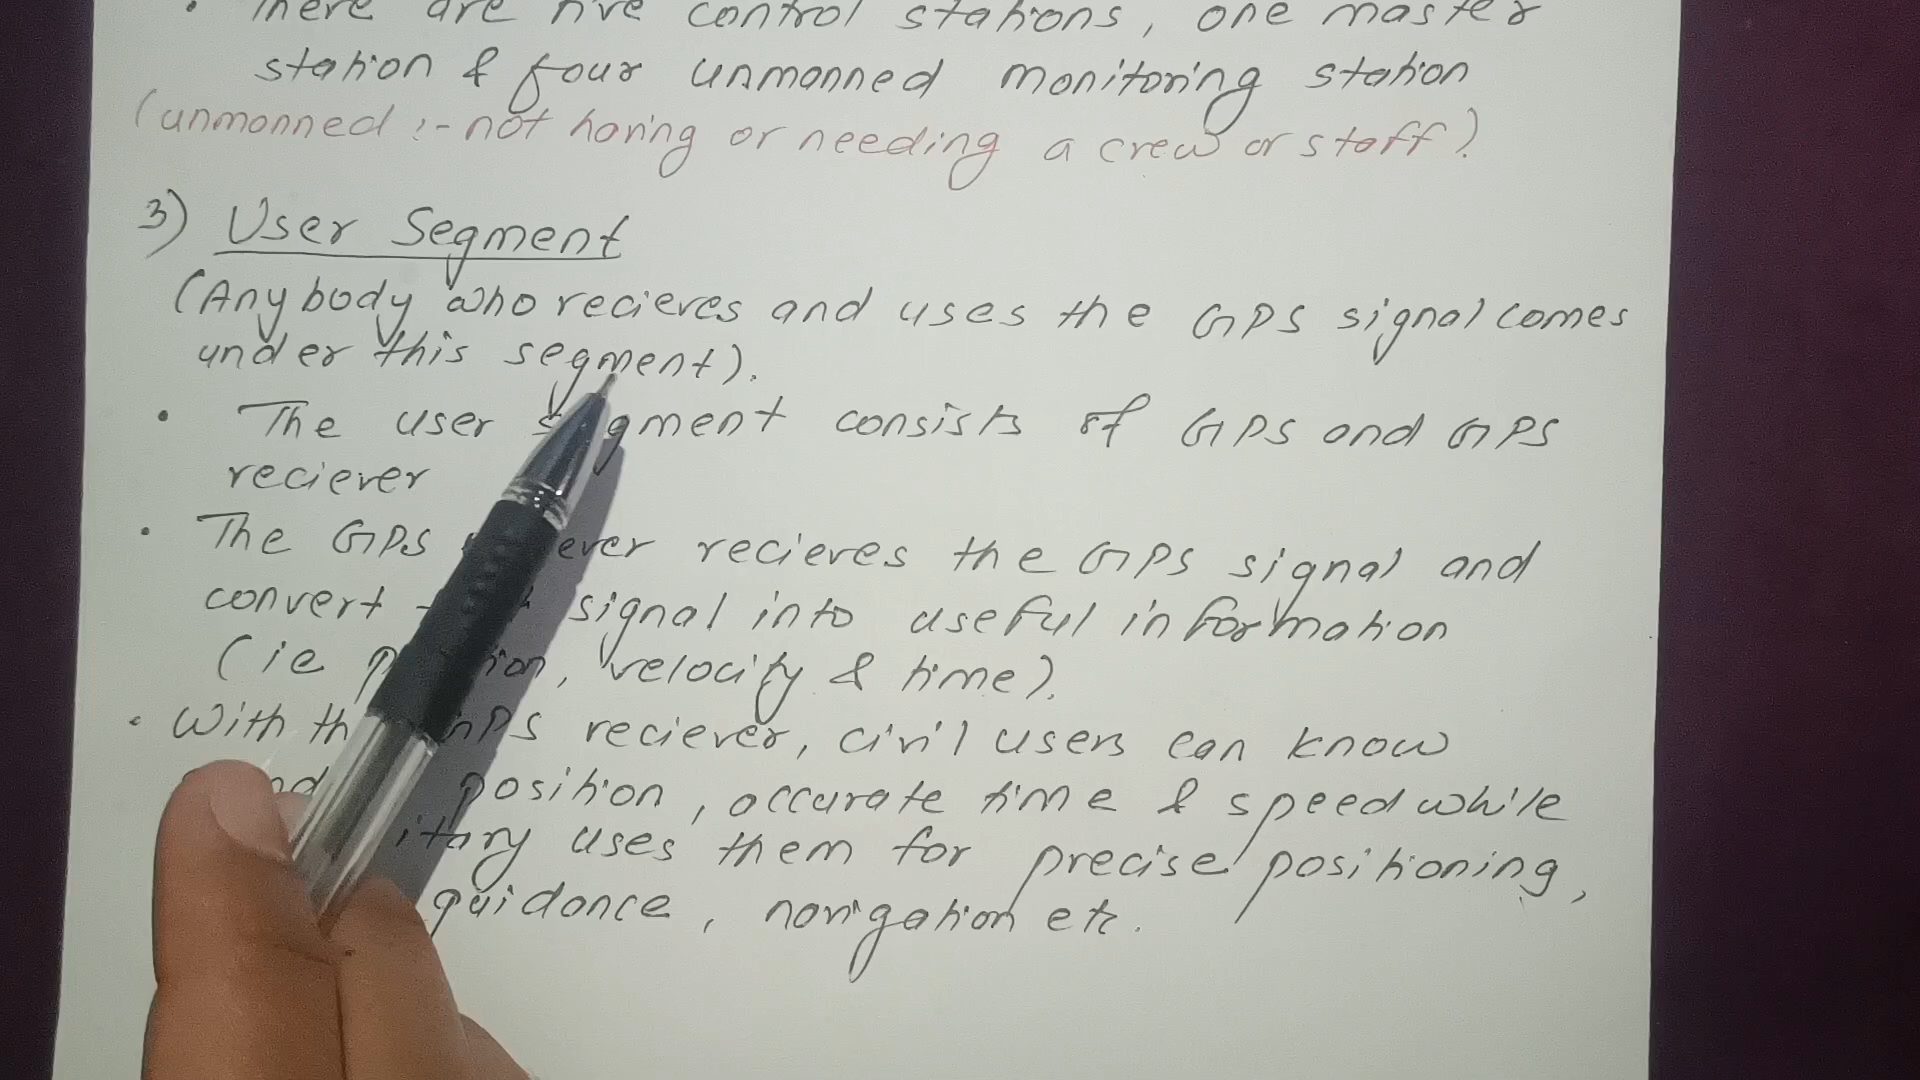 There are five control stations, one master
station & four unmanned monitoring station
(unmanned :- not having or needing a crew or staff)
3) User Segment
(Anybody who recieves and uses the GPS signal comes
under this segment).
• The user segment consists of GPS and GPS
reciever
• The GPS recieves the GPS signal and
convert signal into useful information
(ie velocity & time).
• With GPS reciever, civil users can know
position, accurate time & speed while
uses them for precise positioning,
guidance, navigation etc.